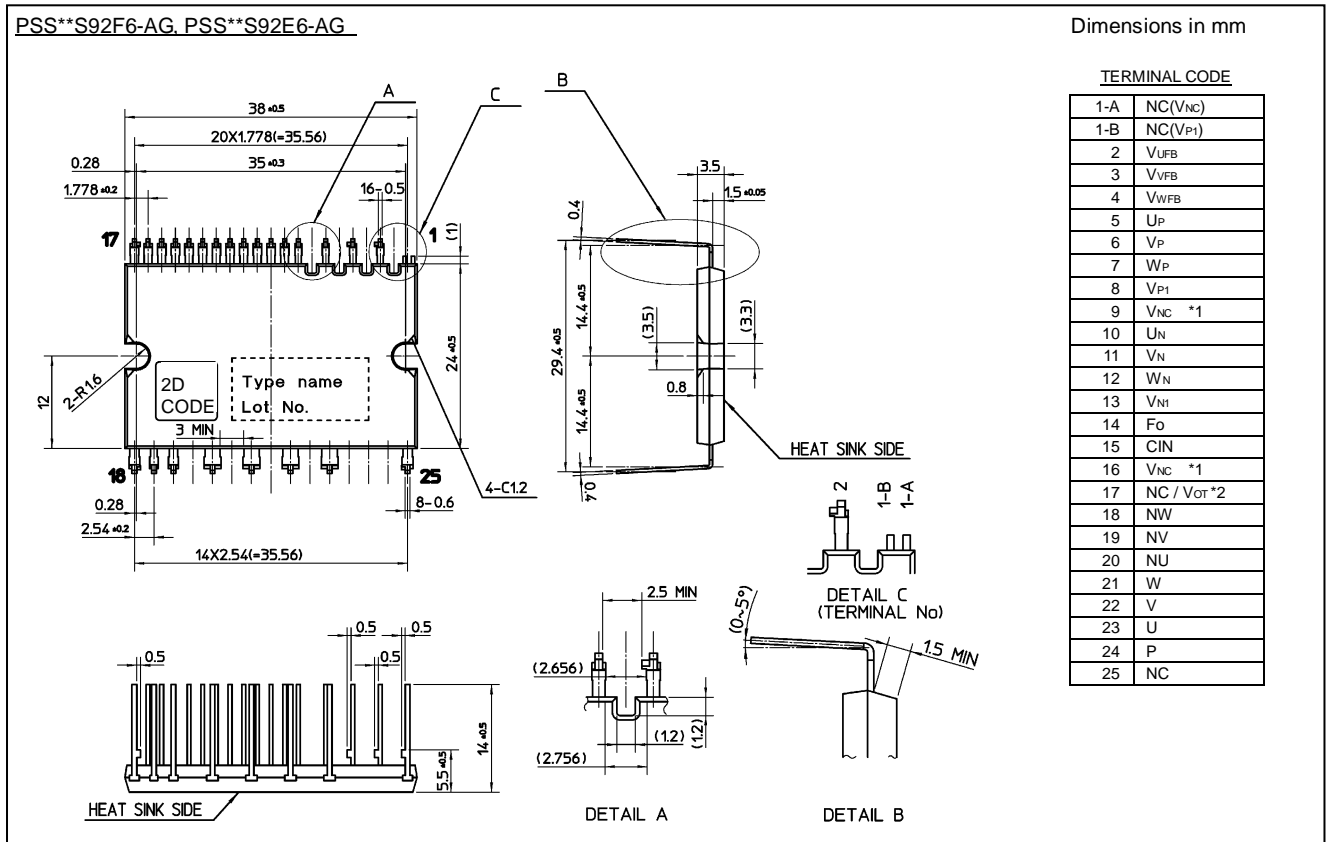 PSS**S92F6-AG, PSS**S92E6-AG
Dimensions in mm
A
C
B
38 ±0.5
20X1.778(=35.56)
35 ±0.3
0.28
1.778 ±0.2
16-0.5
17
1
(1)
24 ±0.5
12
2-R1.6
2D
CODE
Type name
Lot No.
3 MIN
18
25
0.28
2.54 ±0.2
8-0.6
4-C1.2
14X2.54(=35.56)
3.5
1.5 ±0.05
0.4
29.4 ±0.5
14.4 ±0.5
14.4 ±0.5
(3.5)
(3.3)
0.8
0.4
HEAT SINK SIDE
2
1-B
1-A
DETAIL C
(TERMINAL No)
0.5
0.5
0.5
0.5
14 ±0.5
5.5 ±0.5
HEAT SINK SIDE
2.5 MIN
(2.656)
(1.2)
(1.2)
(2.756)
DETAIL A
(0~5°)
1.5 MIN
DETAIL B
TERMINAL CODE
1-A NC(VNC)
1-B NC(VP1)
2 VUFB
3 VVFB
4 VWFB
5 UP
6 VP
7 WP
8 VP1
9 VNC *1
10 UN
11 VN
12 WN
13 VN1
14 Fo
15 CIN
16 VNC *1
17 NC / VOT *2
18 NW
19 NV
20 NU
21 W
22 V
23 U
24 P
25 NC